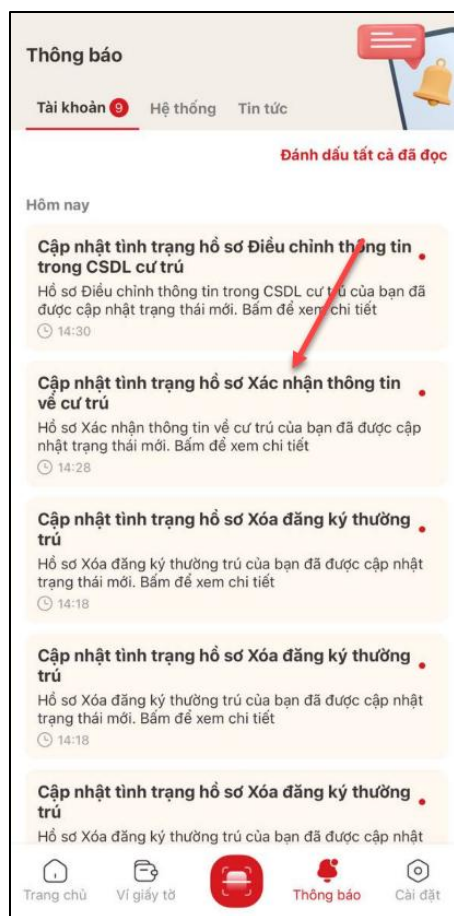 Thông báo
Tài khoản 9 Hệ thống Tin tức
Đánh dấu tất cả đã đọc
Hôm nay
Cập nhật tình trạng hồ sơ Điều chỉnh thông tin
trong CSDL cư trú
Hồ sơ Điều chỉnh thông tin trong CSDL cư trú của bạn đã
được cập nhật trạng thái mới. Bấm để xem chi tiết
14:30
Cập nhật tình trạng hồ sơ Xác nhận thông tin
về cư trú
Hồ sơ Xác nhận thông tin về cư trú của bạn đã được cập
nhật trạng thái mới. Bấm để xem chi tiết
14:28
Cập nhật tình trạng hồ sơ Xóa đăng ký thường
trú
Hồ sơ Xóa đăng ký thường trú của bạn đã được cập nhật
trạng thái mới. Bấm để xem chi tiết
14:18
Cập nhật tình trạng hồ sơ Xóa đăng ký thường
trú
Hồ sơ Xóa đăng ký thường trú của bạn đã được cập nhật
trạng thái mới. Bấm để xem chi tiết
14:18
Cập nhật tình trạng hồ sơ Xóa đăng ký thường
trú
Hồ sơ Xóa đăng ký thường trú của bạn đã được cập nhật
Trang chủ Ví giấy tờ Thông báo Cài đặt